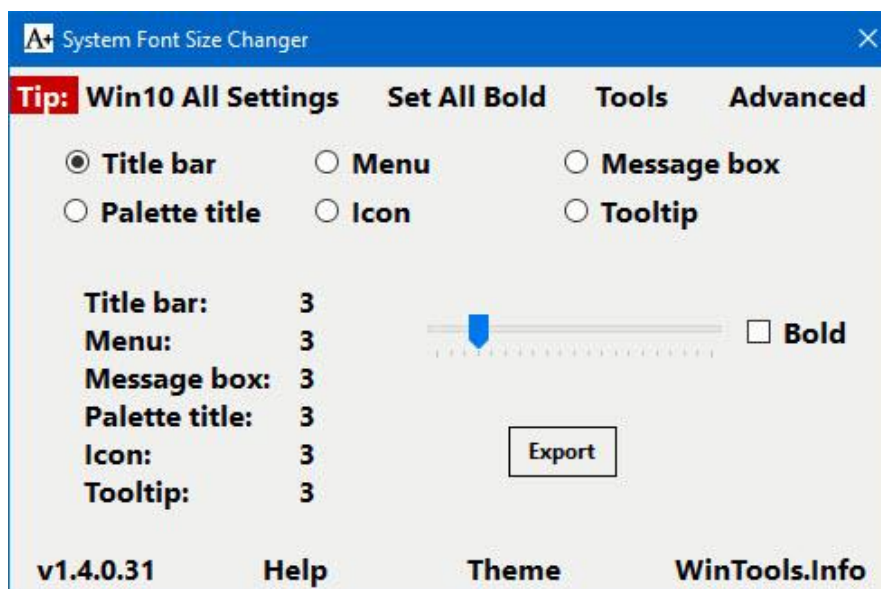 A+ System Font Size Changer
Tip: Win10 All Settings Set All Bold Tools Advanced
Title bar Menu Message box
Palette title Icon Tooltip
Title bar: 3
Menu: 3
Bold
Message box: 3
Palette title: 3
Icon: 3
Export
Tooltip: 3
v1.4.0.31 Help Theme WinTools.Info